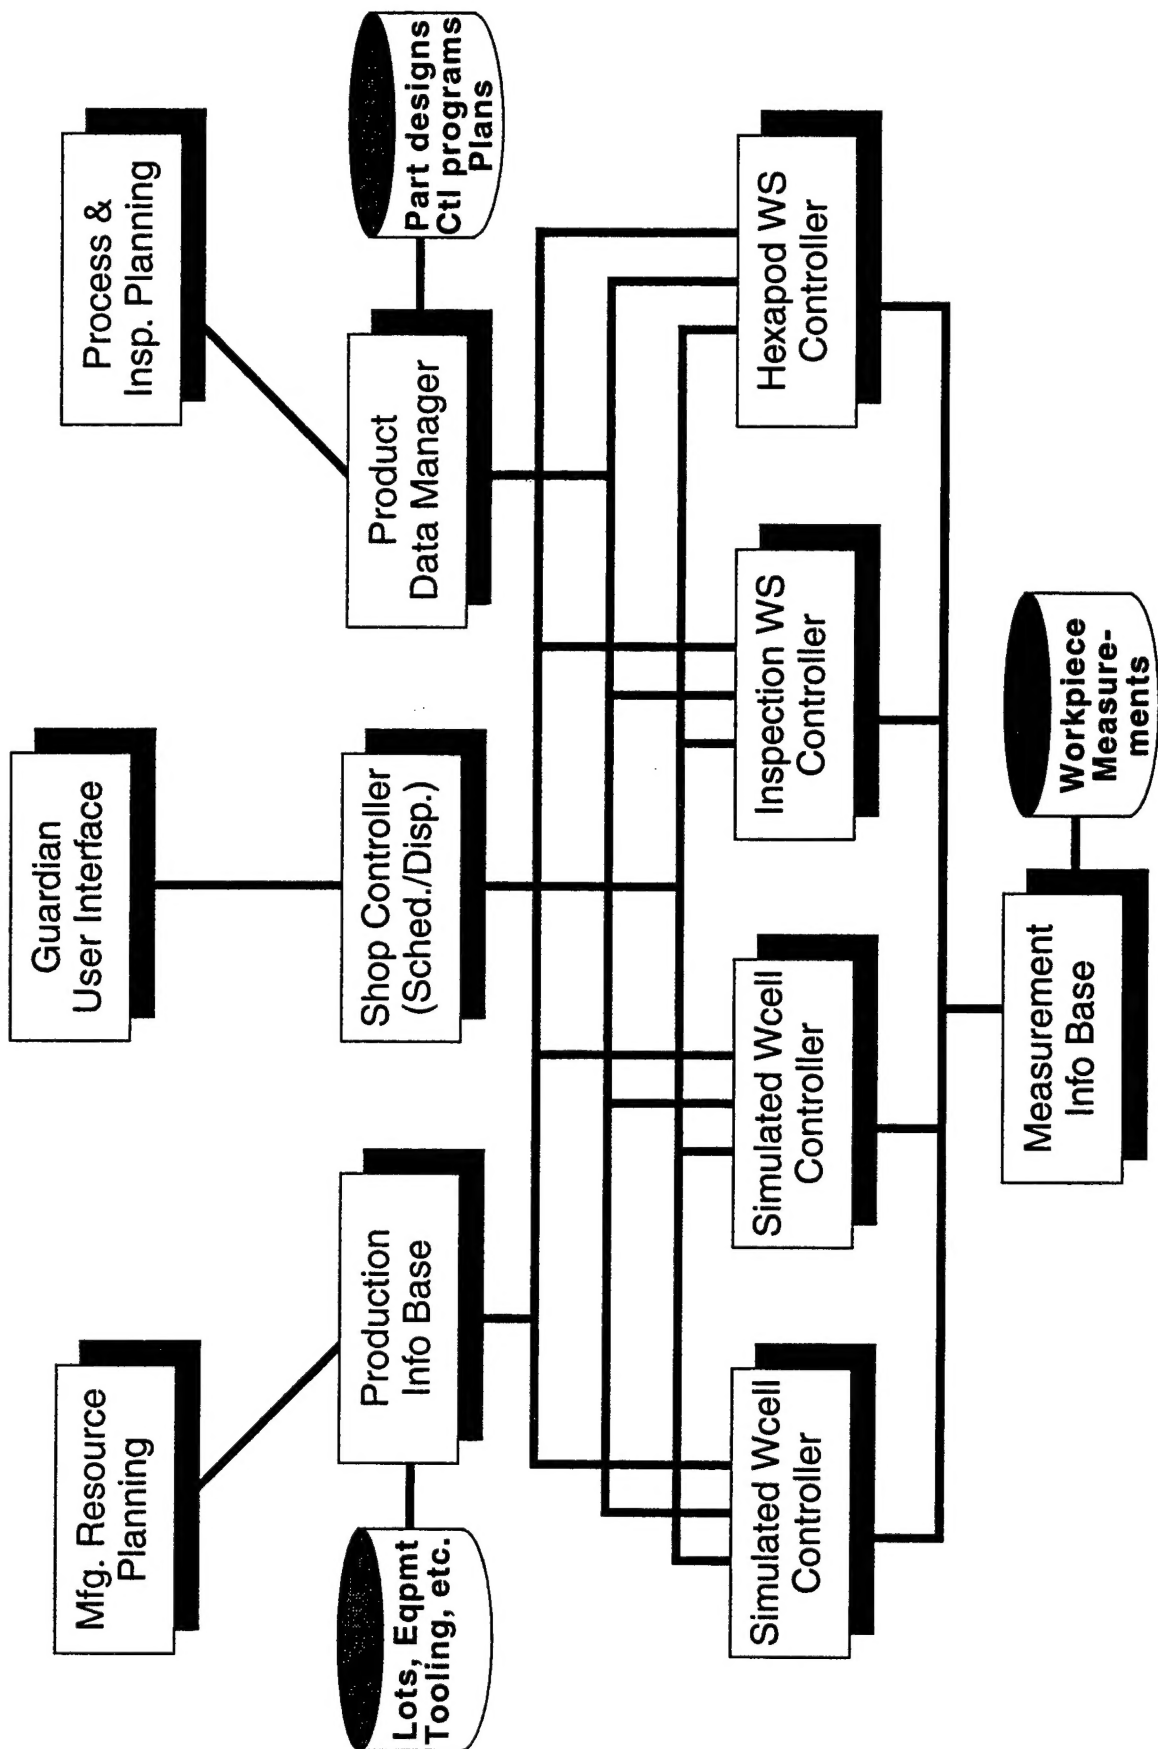 Guardian
User Interface
Mfg. Resource
Planning
Process &
Insp. Planning
Lots, Eqpmt
Tooling, etc.
Production
Info Base
Shop Controller
(Sched./Disp.)
Product
Data Manager
Part designs
Ctl programs
Plans
Simulated Wcell
Controller
Simulated Wcell
Controller
Inspection WS
Controller
Hexapod WS
Controller
Measurement
Info Base
Workpiece
Measure-
ments